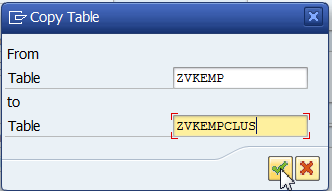 Copy Table
From
Table ZVKEMP
to
Table ZVKEMPCLUS